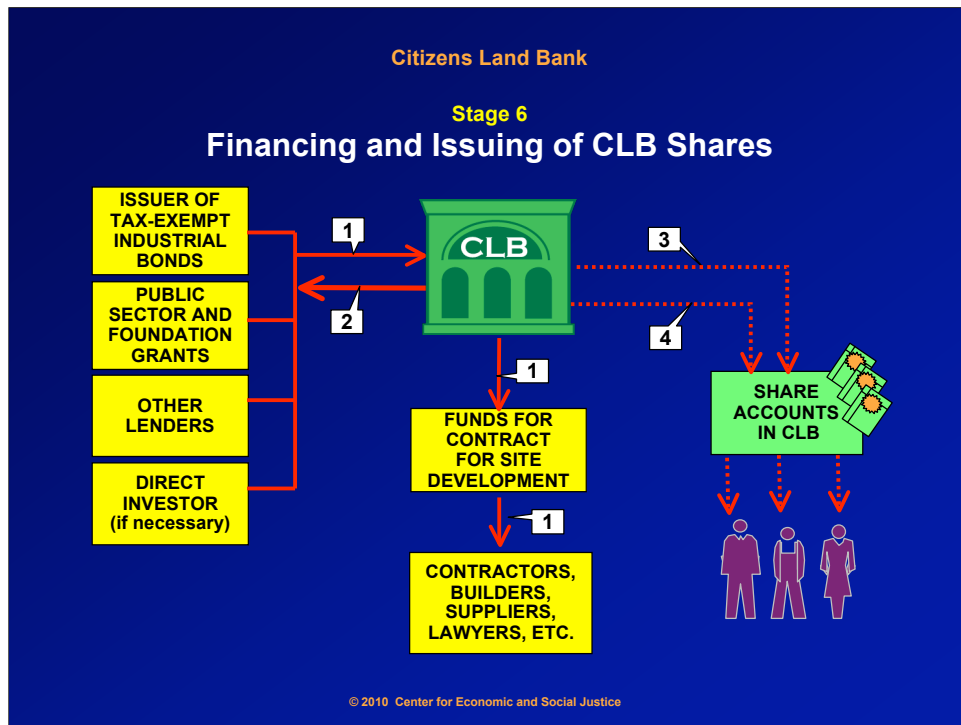 Citizens Land Bank
Stage 6
Financing and Issuing of CLB Shares
ISSUER OF
TAX-EXEMPT
INDUSTRIAL
BONDS
PUBLIC
SECTOR AND
FOUNDATION
GRANTS
OTHER
LENDERS
DIRECT
INVESTOR
(if necessary)
1
2
CLB
3
4
1
FUNDS FOR
CONTRACT
FOR SITE
DEVELOPMENT
1
CONTRACTORS,
BUILDERS,
SUPPLIERS,
LAWYERS, ETC.
SHARE
ACCOUNTS
IN CLB
© 2010 Center for Economic and Social Justice